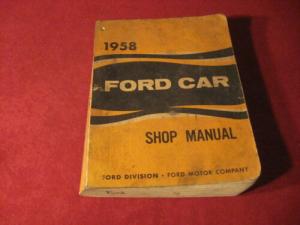 1958
FORD CAR
SHOP MANUAL
FORD DIVISION • FORD MOTOR COMPANY